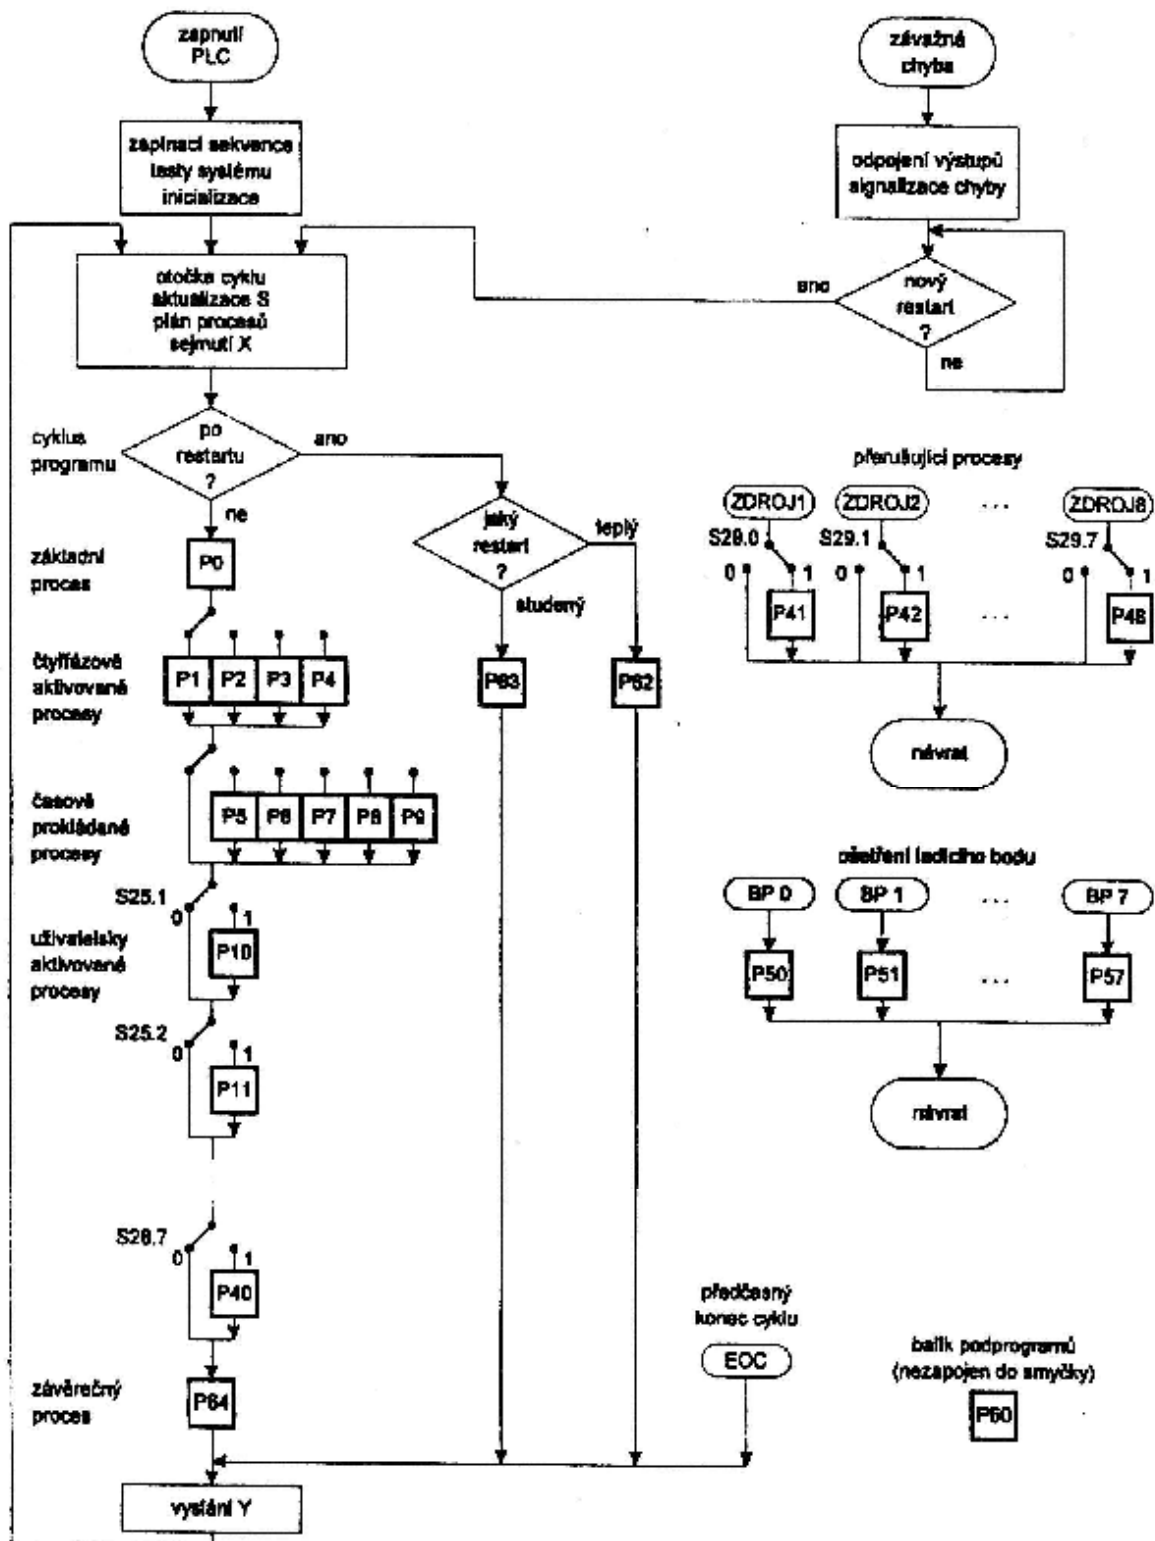 zapnutí
PLC
zapínací sekvence
testy systému
inicializace
otočka cyklu
aktualizace S
plán procesů
sejmutí X
cyklus
programu
po
restartu
?
ano
ne
jaký
restart
?
teplý
studený
P63
P62
základní
proces
P0
čtyřfázově
aktivované
procesy
P1 P2 P3 P4
časově
prokládané
procesy
P5 P6 P7 P8 P9
S25.1
0 1
uživatelsky
aktivované
procesy
P10
S25.2
0 1
P11
S28.7
0 1
P40
závěrečný
proces
P64
vyslání Y
předčasný
konec cyklu
EOC
závažná
chyba
odpojení výstupů
signalizace chyby
nový
restart
?
ano
ne
přerušující procesy
ZDROJ1 ZDROJ2 ... ZDROJ8
S29.0 S29.1 S29.7
0 1 0 1 0 1
P41 P42 ... P48
návrat
ošetření ladicího bodu
BP 0 BP 1 ... BP 7
P50 P51 ... P57
návrat
balík podprogramů
(nezapojen do smyčky)
P60